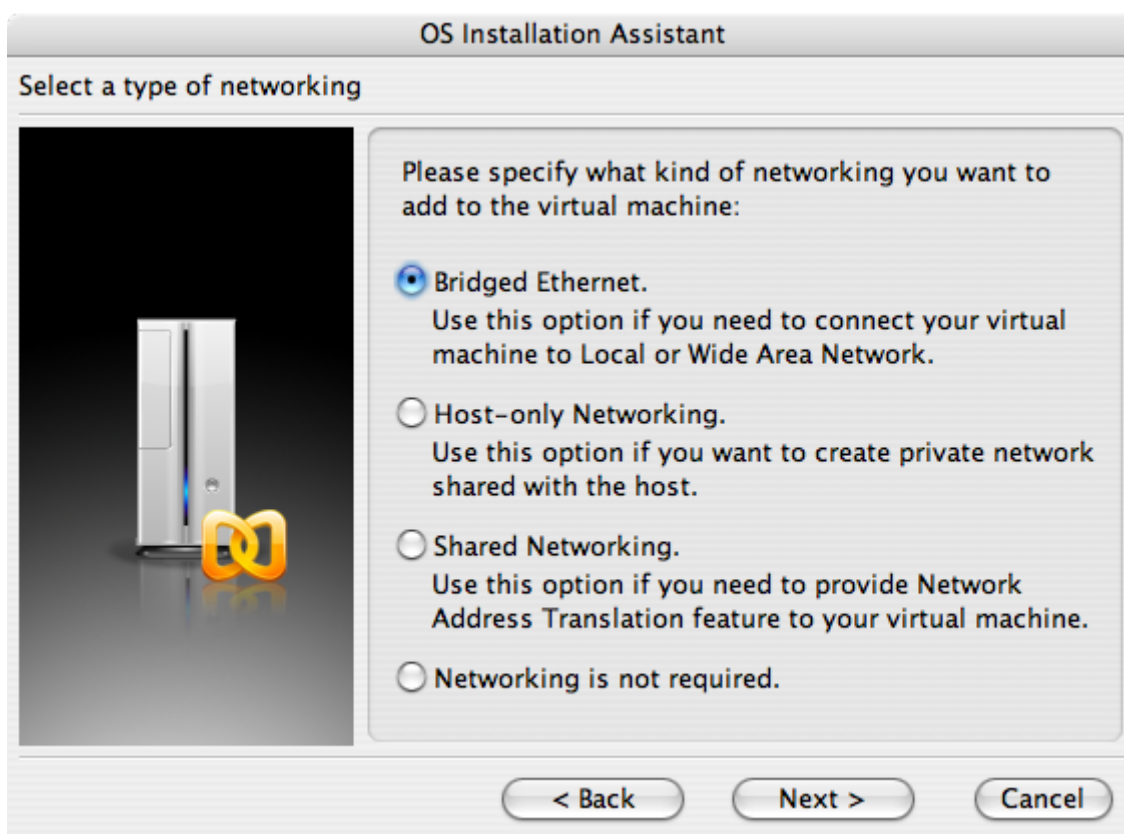 OS Installation Assistant
Select a type of networking
Please specify what kind of networking you want to
add to the virtual machine:
Bridged Ethernet.
Use this option if you need to connect your virtual
machine to Local or Wide Area Network.
Host-only Networking.
Use this option if you want to create private network
shared with the host.
Shared Networking.
Use this option if you need to provide Network
Address Translation feature to your virtual machine.
Networking is not required.
< Back
Next >
Cancel